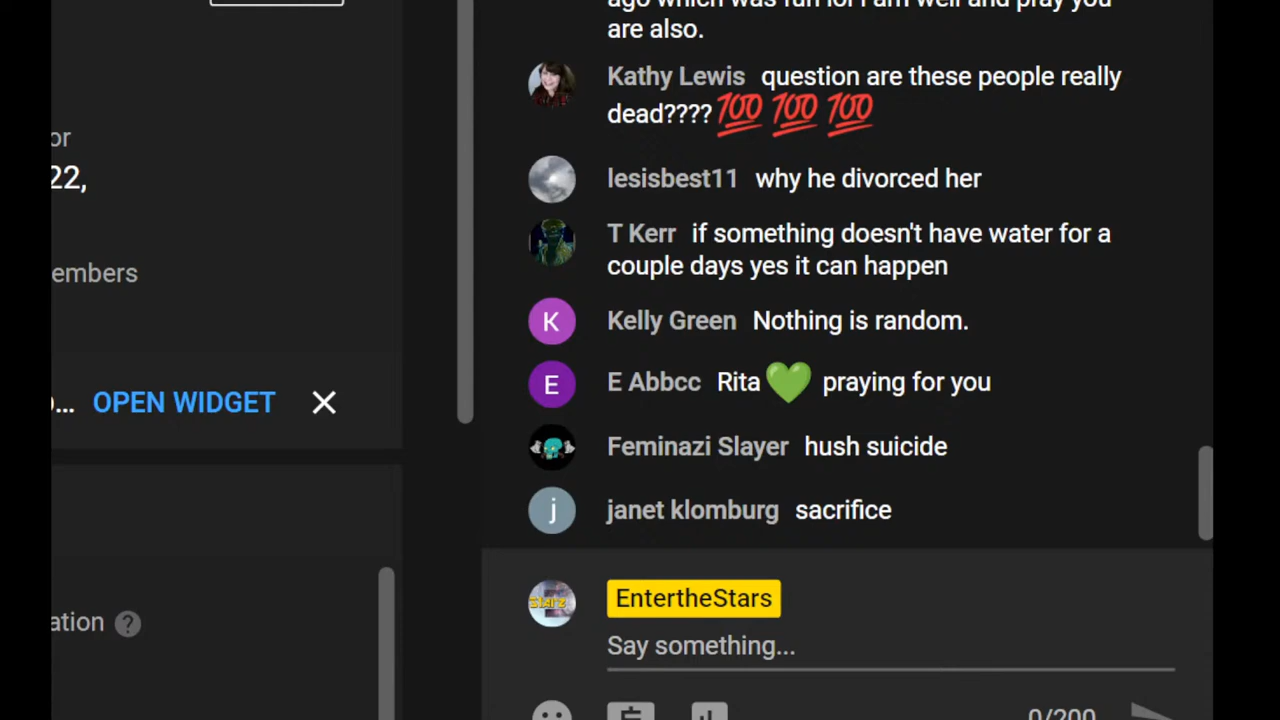 ago which was fun lol I am well and pray you
are also.
Kathy Lewis question are these people really
dead????💯💯💯
lesisbest11 why he divorced her
T Kerr if something doesn't have water for a
couple days yes it can happen
K Kelly Green Nothing is random.
E E Abbcc Rita💚 praying for you
Feminazi Slayer hush suicide
j janet klomburg sacrifice
EntertheStars
Say something...
0/200
or
22,
embers
... OPEN WIDGET ×
ation ?